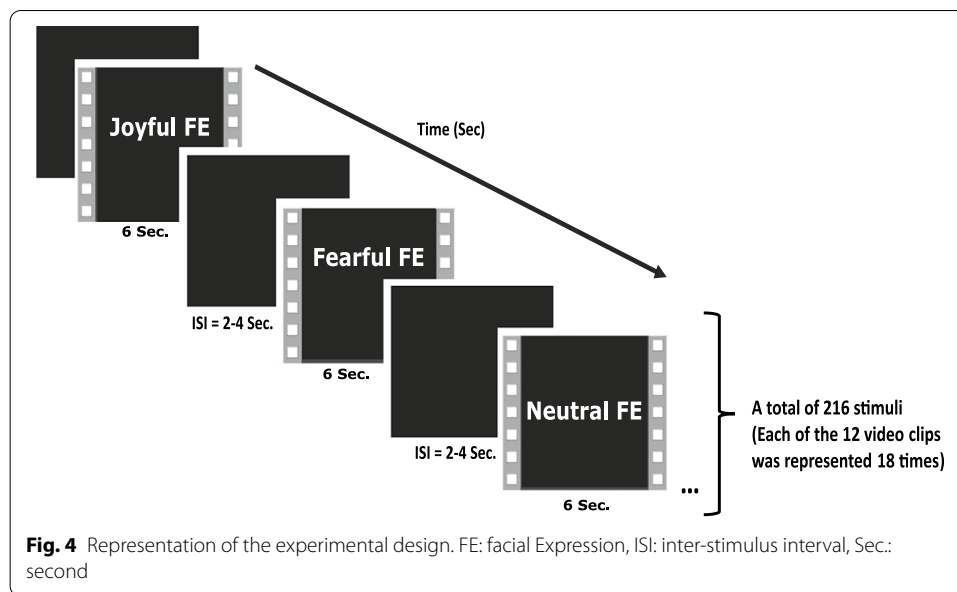 Joyful FE
6 Sec.
Time (Sec)
ISI = 2-4 Sec.
Fearful FE
6 Sec.
ISI = 2-4 Sec.
Neutral FE
6 Sec.
...
A total of 216 stimuli
(Each of the 12 video clips
was represented 18 times)
Fig. 4 Representation of the experimental design. FE: facial Expression, ISI: inter-stimulus interval, Sec.:
second